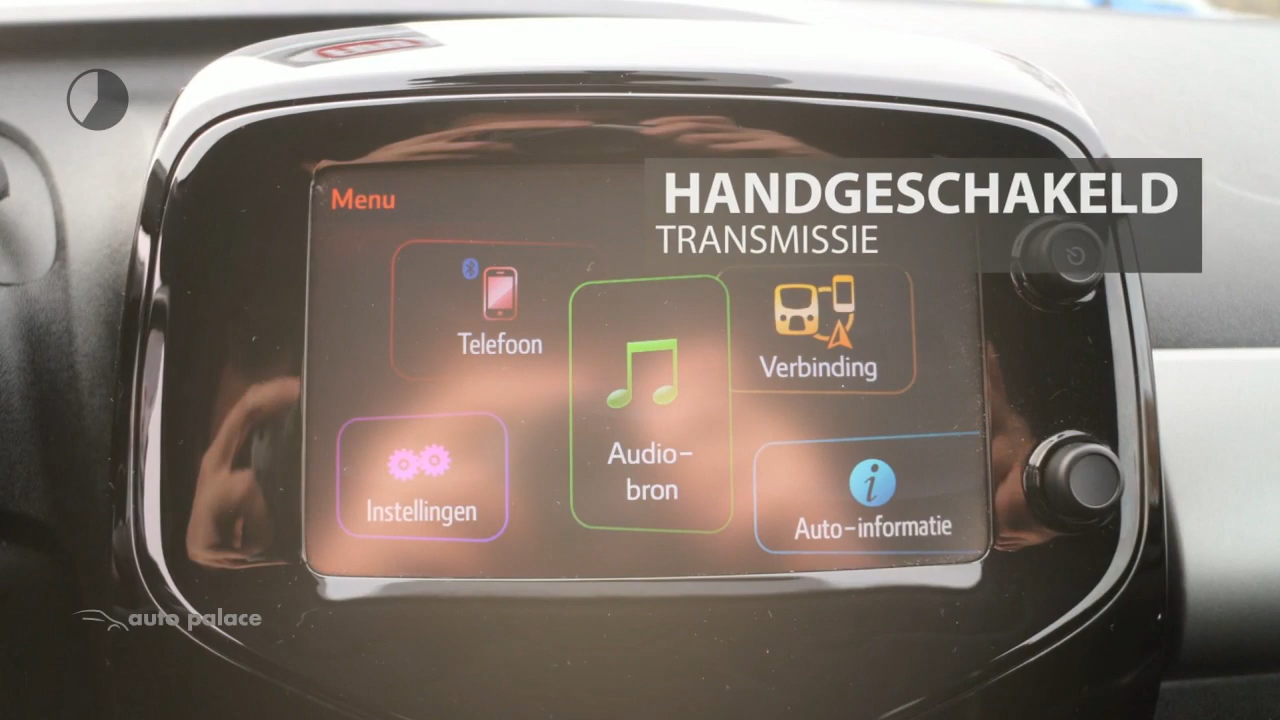 HANDGESCHAKELD
TRANSMISSIE
Menu
Telefoon
Audio-
bron
Verbinding
Instellingen
Auto-informatie
auto palace